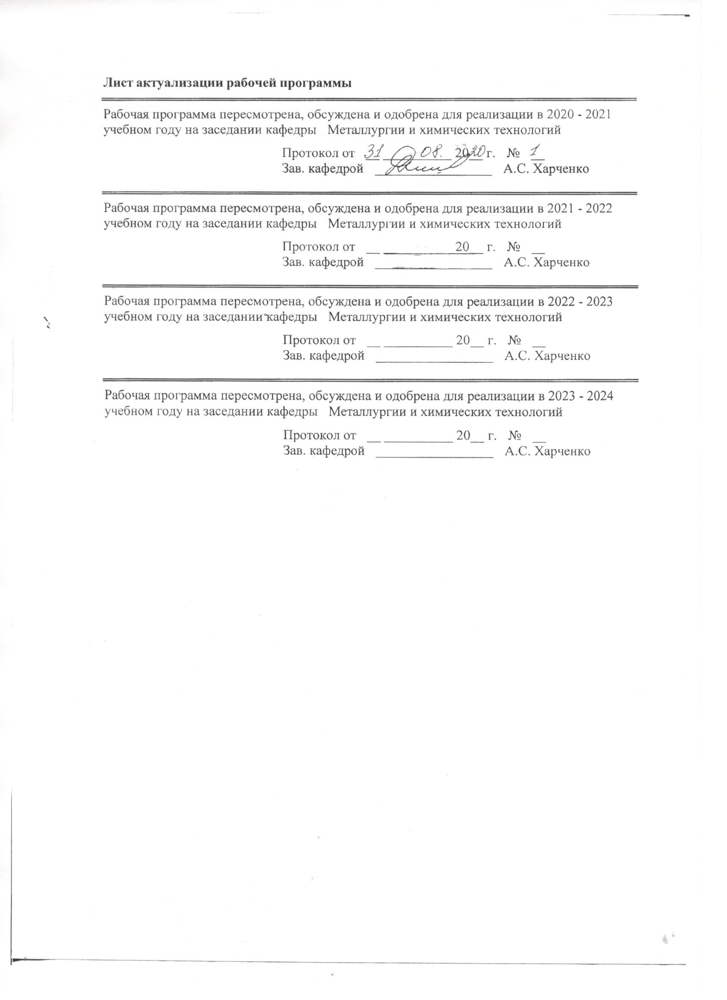 Лист актуализации рабочей программы
Рабочая программа пересмотрена, обсуждена и одобрена для реализации в 2020 - 2021
учебном году на заседании кафедры Металлургии и химических технологий
Протокол от 31 08. 2020 г. № 1
Зав. кафедрой А.С. Харченко
Рабочая программа пересмотрена, обсуждена и одобрена для реализации в 2021 - 2022
учебном году на заседании кафедры Металлургии и химических технологий
Протокол от __ __________ 20__ г. № __
Зав. кафедрой __________________ А.С. Харченко
Рабочая программа пересмотрена, обсуждена и одобрена для реализации в 2022 - 2023
учебном году на заседании кафедры Металлургии и химических технологий
Протокол от __ __________ 20__ г. № __
Зав. кафедрой __________________ А.С. Харченко
Рабочая программа пересмотрена, обсуждена и одобрена для реализации в 2023 - 2024
учебном году на заседании кафедры Металлургии и химических технологий
Протокол от __ __________ 20__ г. № __
Зав. кафедрой __________________ А.С. Харченко